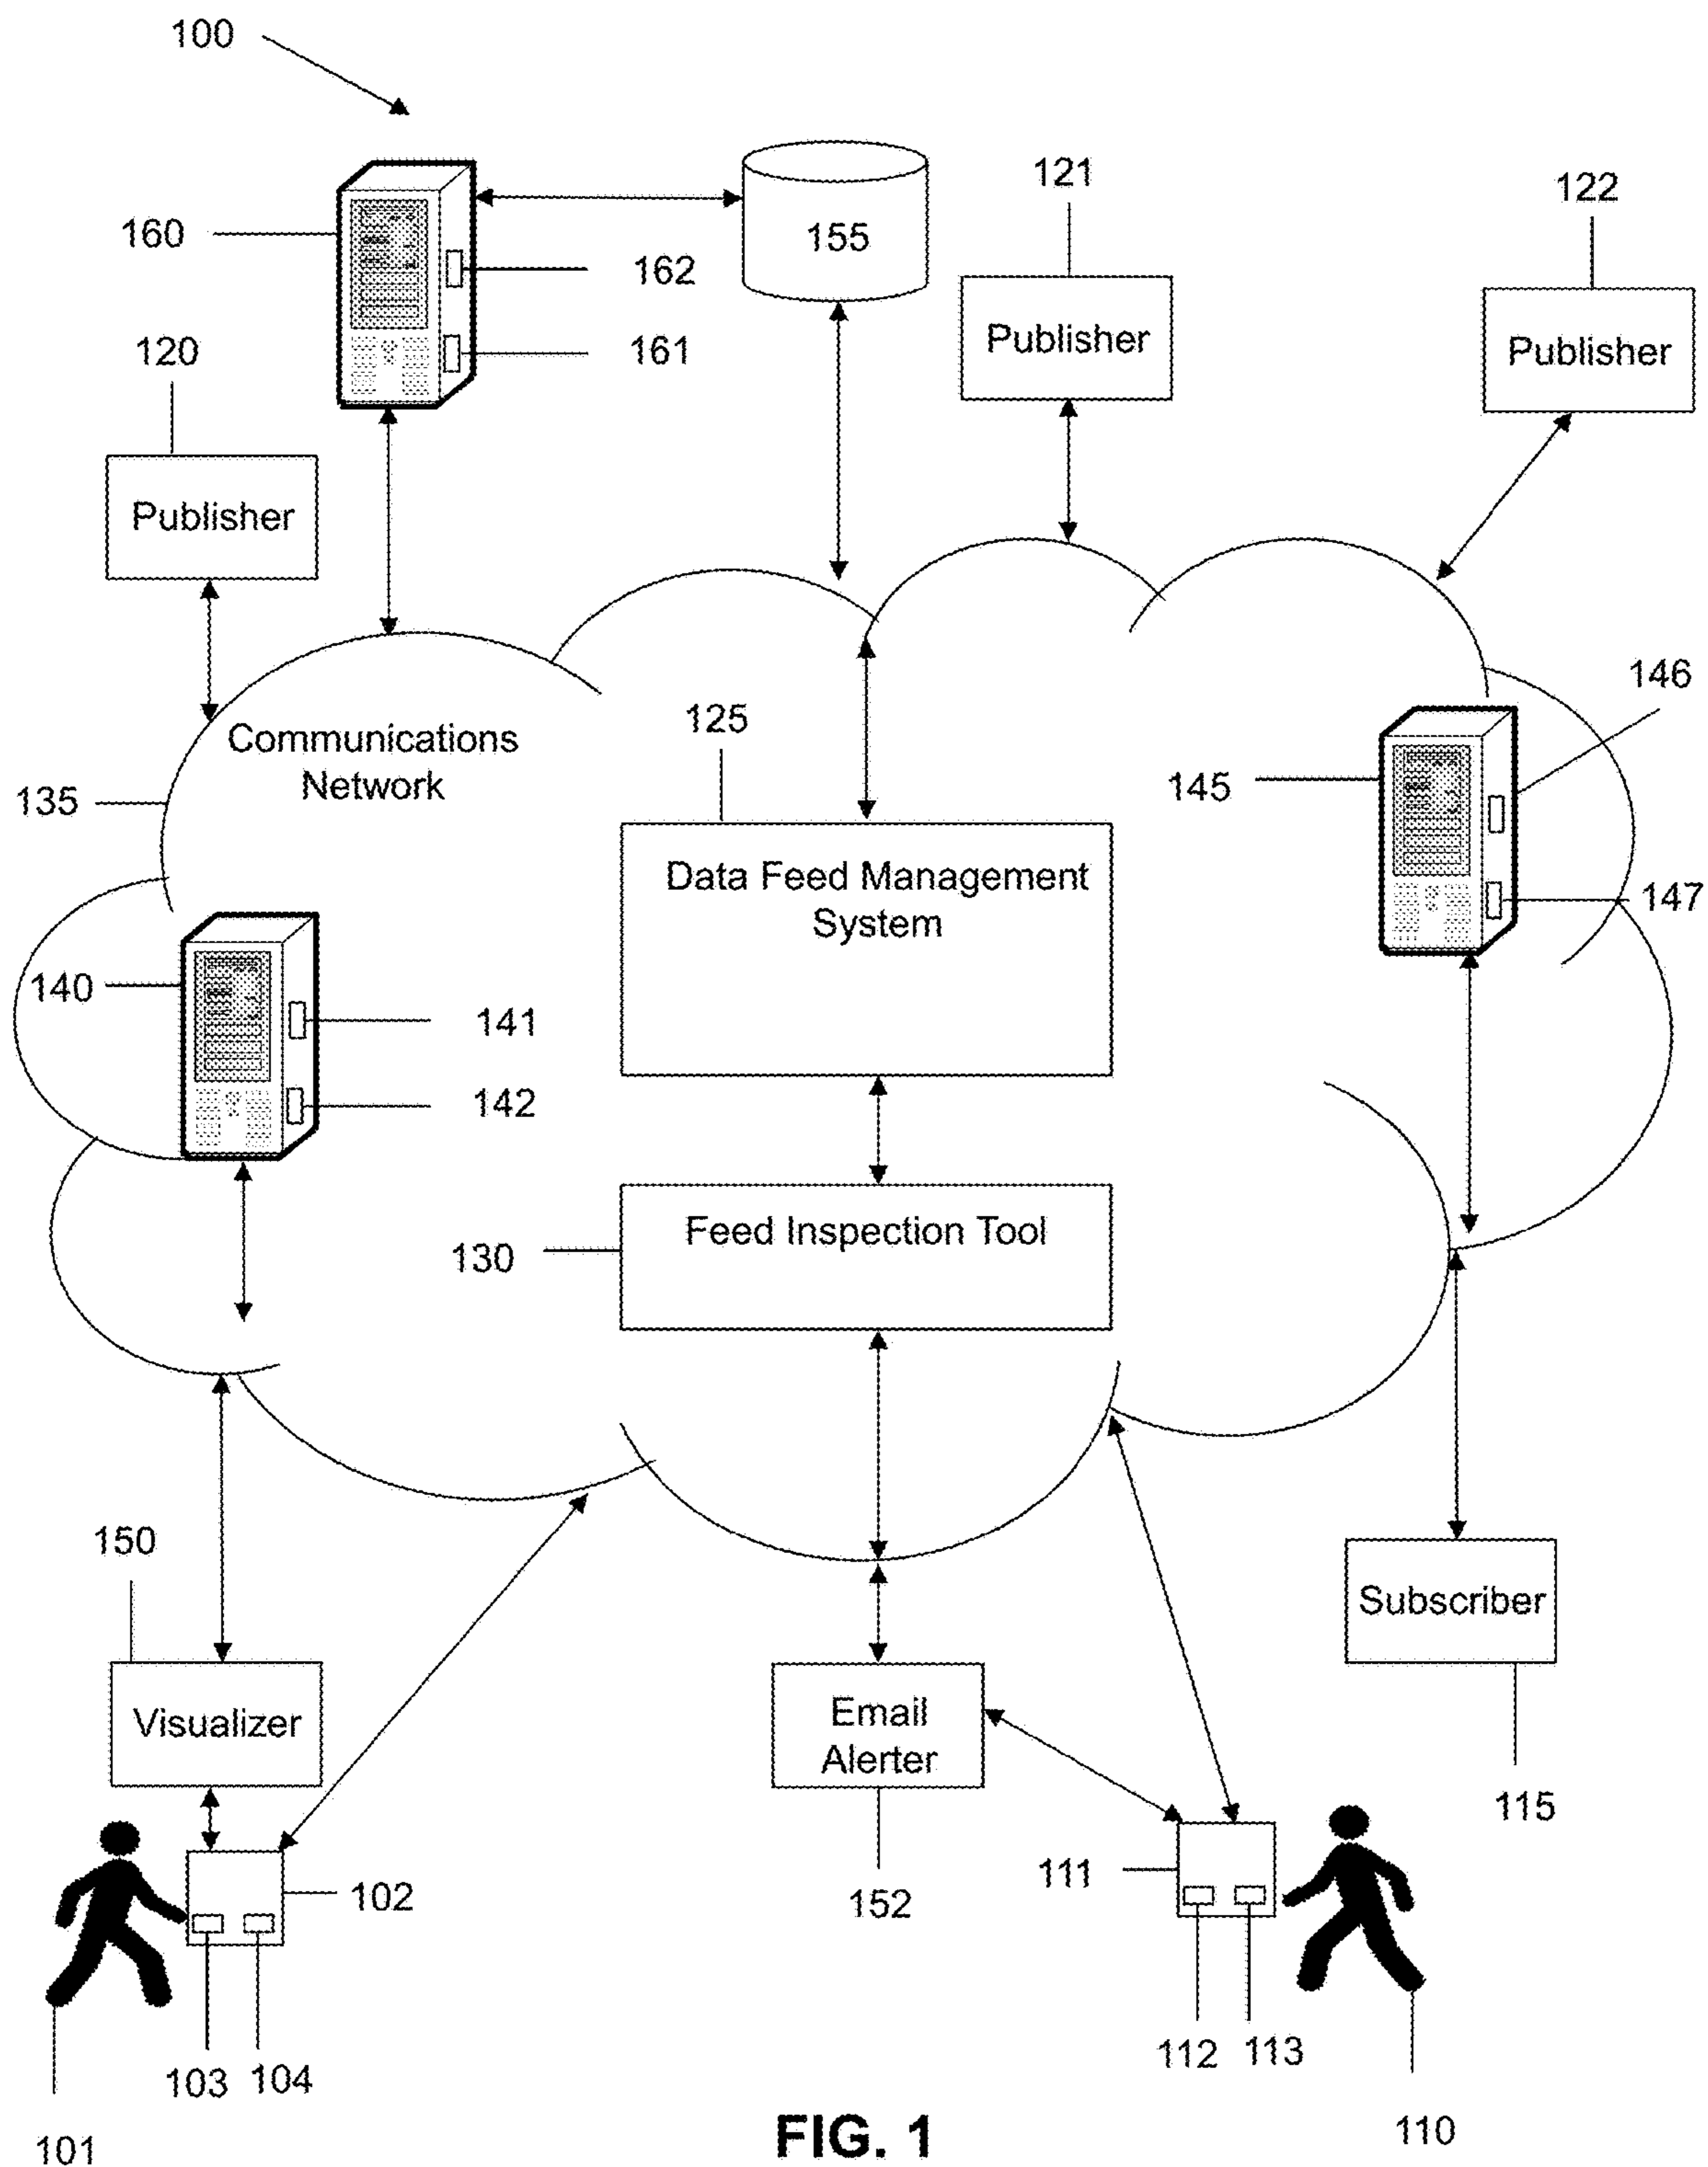 100
121
122
160
155
162
Publisher
Publisher
120
161
Publisher
146
125
Communications
Network
135
145
Data Feed Management
System
147
140
141
142
Feed Inspection Tool
130
150
Subscriber
Visualizer
Email
Alerter
115
111
102
152
112
113
103
104
110
101
FIG. 1